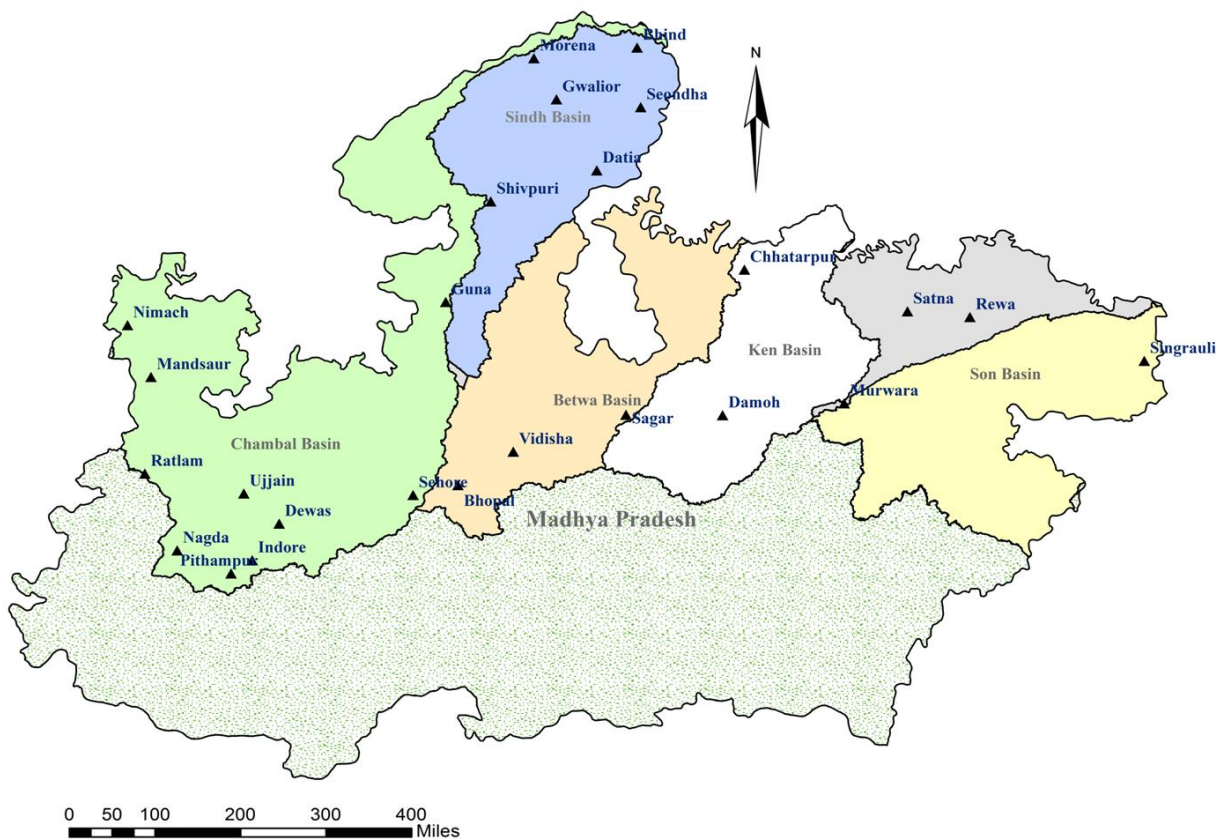 Bhind
Morena
N
Gwalior
Seondha
Sindh Basin
Datia
Shivpuri
Chhatarpur
Guna
Satna
Rewa
Nimach
Ken Basin
Singrauli
Mandsaur
Son Basin
Murwara
Betwa Basin
Sagar
Damoh
Chambal Basin
Vidisha
Ratlam
Ujjain
Sehore
Bhopal
Dewas
Madhya Pradesh
Nagda
Indore
Pithampur
0 50 100 200 300 400
Miles